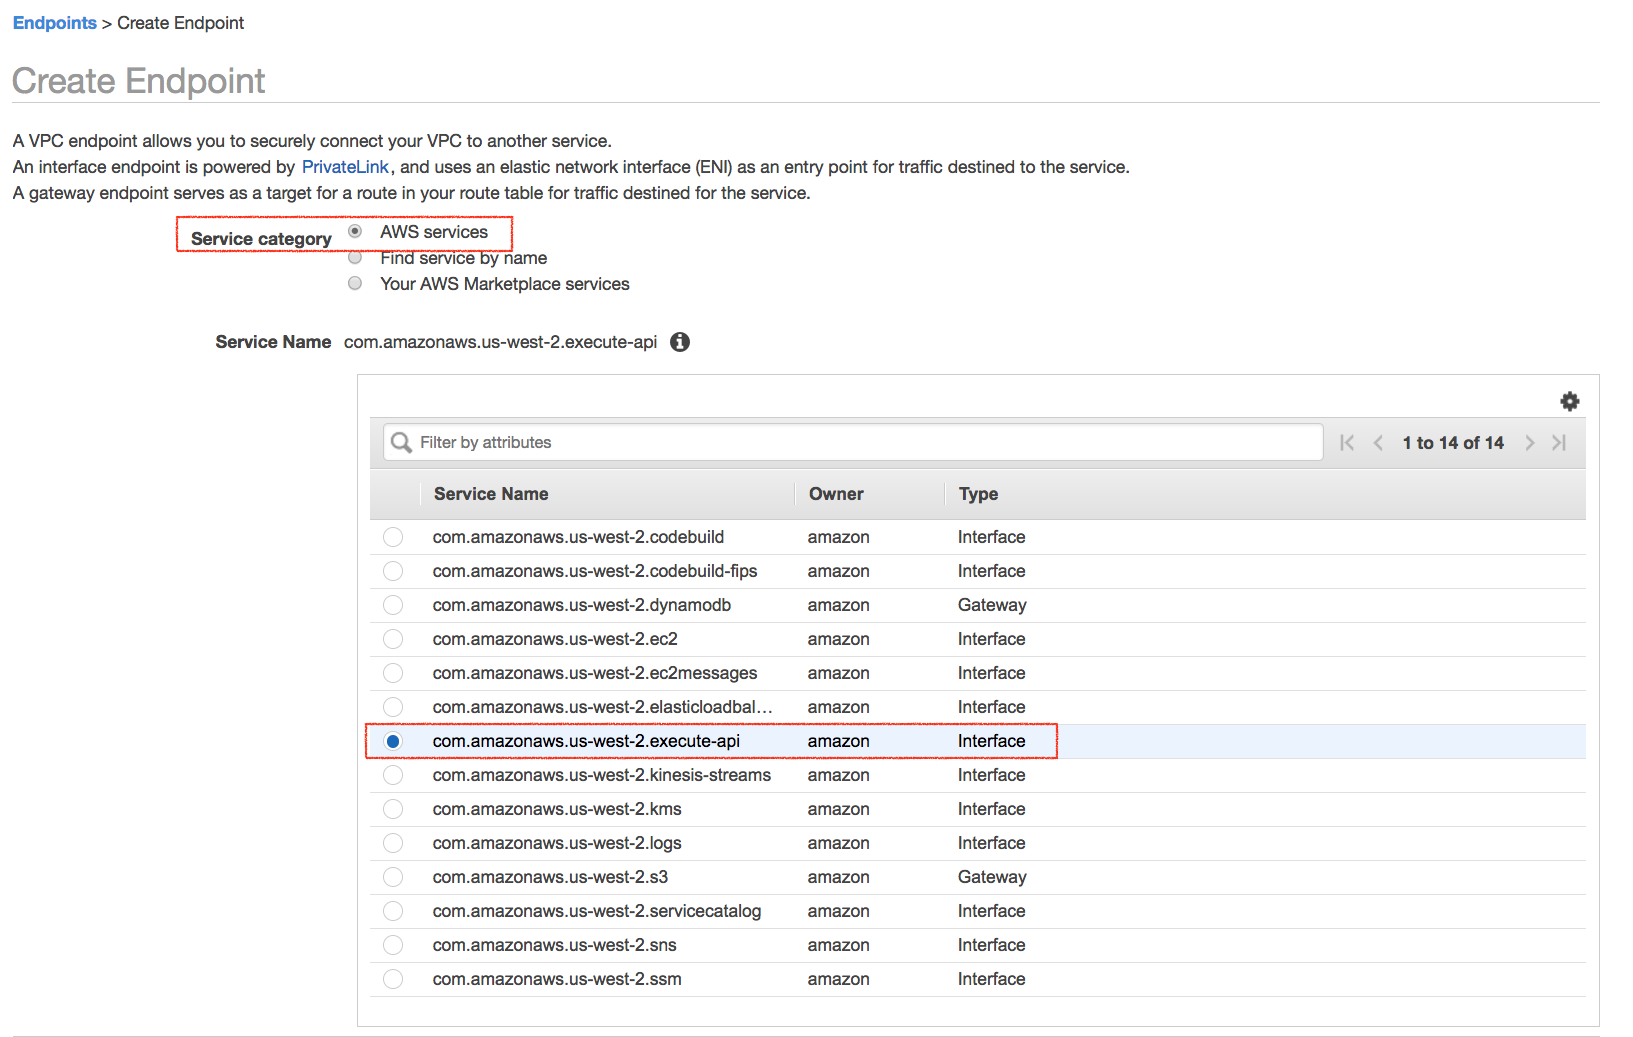 Endpoints > Create Endpoint
Create Endpoint
A VPC endpoint allows you to securely connect your VPC to another service.
An interface endpoint is powered by PrivateLink, and uses an elastic network interface (ENI) as an entry point for traffic destined to the service.
A gateway endpoint serves as a target for a route in your route table for traffic destined for the service.
Service category AWS services
Find service by name
Your AWS Marketplace services
Service Name com.amazonaws.us-west-2.execute-api
Filter by attributes 1 to 14 of 14
Service Name Owner Type
com.amazonaws.us-west-2.codebuild amazon Interface
com.amazonaws.us-west-2.codebuild-fips amazon Interface
com.amazonaws.us-west-2.dynamodb amazon Gateway
com.amazonaws.us-west-2.ec2 amazon Interface
com.amazonaws.us-west-2.ec2messages amazon Interface
com.amazonaws.us-west-2.elasticloadbal... amazon Interface
com.amazonaws.us-west-2.execute-api amazon Interface
com.amazonaws.us-west-2.kinesis-streams amazon Interface
com.amazonaws.us-west-2.kms amazon Interface
com.amazonaws.us-west-2.logs amazon Interface
com.amazonaws.us-west-2.s3 amazon Gateway
com.amazonaws.us-west-2.servicecatalog amazon Interface
com.amazonaws.us-west-2.sns amazon Interface
com.amazonaws.us-west-2.ssm amazon Interface